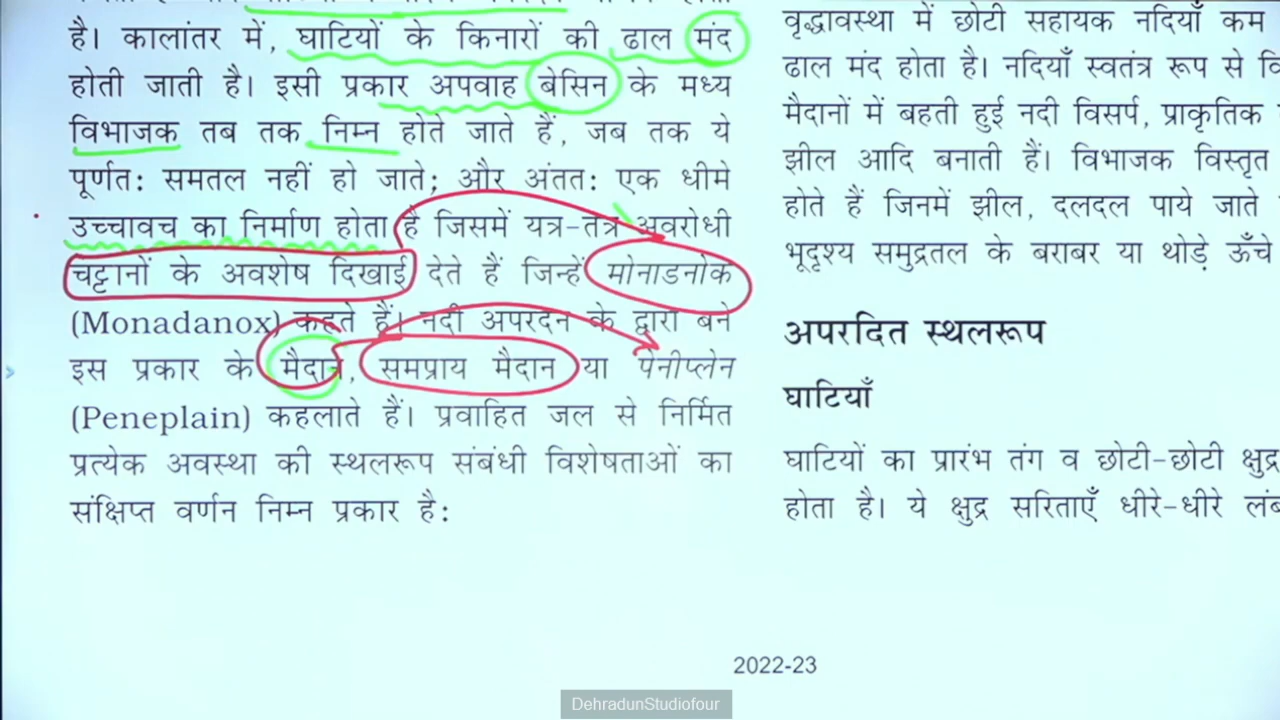 है। कालांतर में, घाटियों के किनारों की ढाल मंद
होती जाती है। इसी प्रकार अपवाह बेसिन के मध्य
विभाजक तब तक निम्न होते जाते हैं, जब तक ये
पूर्णत: समतल नहीं हो जाते; और अंतत: एक धीमे
उच्चावच का निर्माण होता है जिसमें यत्र-तत्र अवरोधी
चट्टानों के अवशेष दिखाई देते हैं जिन्हें मोनाडनोक
(Monadanox) कहते हैं। नदी अपरदन के द्वारा बने
इस प्रकार के मैदान, समप्राय मैदान या पेनीप्लेन
(Peneplain) कहलाते हैं। प्रवाहित जल से निर्मित
प्रत्येक अवस्था की स्थलरूप संबंधी विशेषताओं का
संक्षिप्त वर्णन निम्न प्रकार है:
वृद्धावस्था में छोटी सहायक नदियाँ कम
ढाल मंद होता है। नदियाँ स्वतंत्र रूप से
मैदानों में बहती हुई नदी विसर्प, प्राकृतिक
झील आदि बनाती हैं। विभाजक विस्तृत
होते हैं जिनमें झील, दलदल पाये जाते
भूदृश्य समुद्रतल के बराबर या थोड़े ऊँचे
अपरदित स्थलरूप
घाटियाँ
घाटियों का प्रारंभ तंग व छोटी-छोटी क्षुद्र
होता है। ये क्षुद्र सरिताएँ धीरे-धीरे
2022-23
DehradunStudiofour